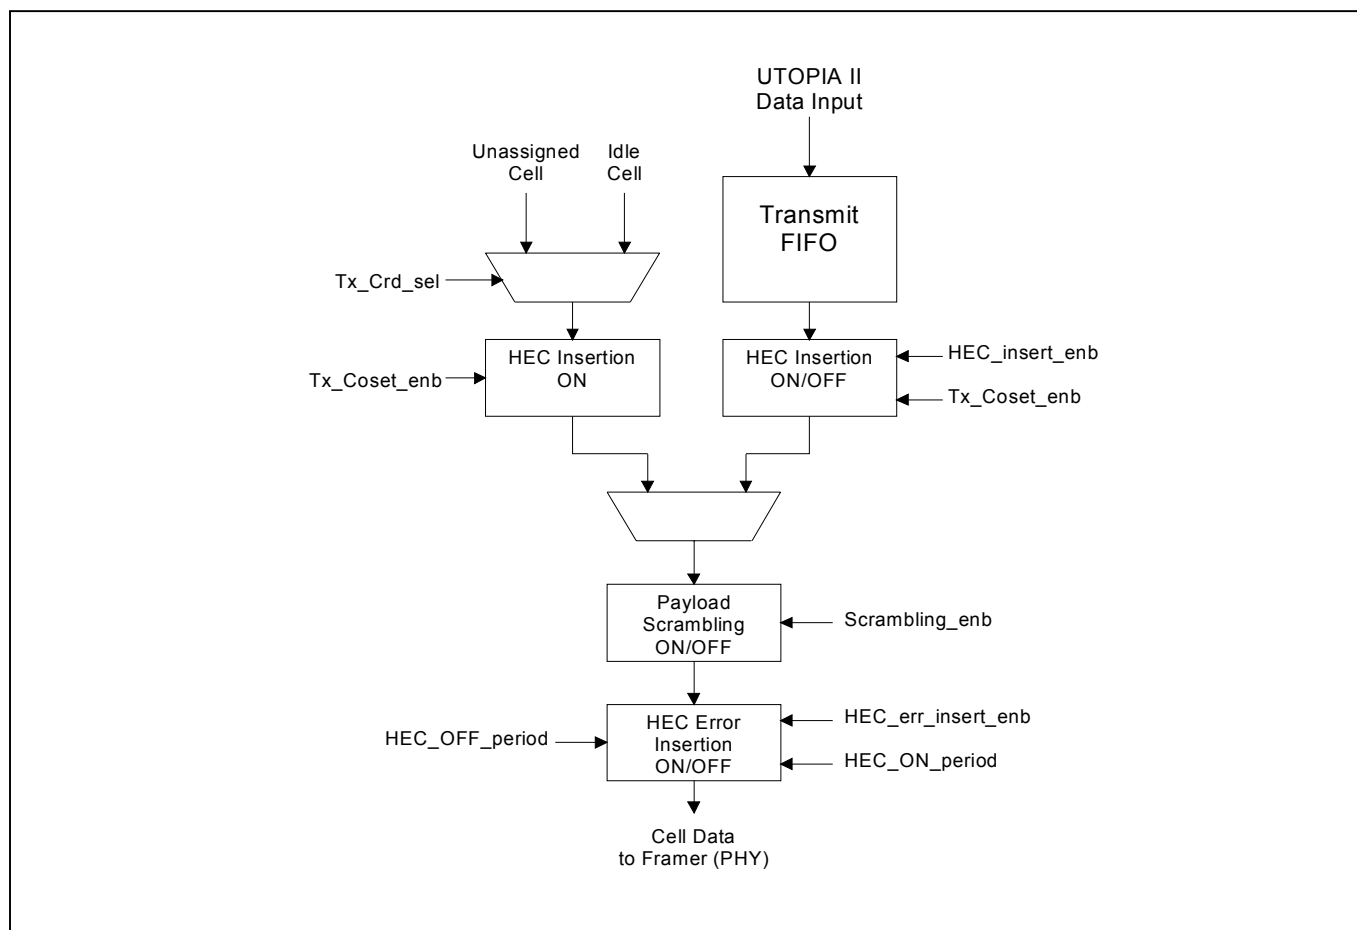 UTOPIA II
Data Input
Unassigned
Cell
Idle
Cell
Transmit
FIFO
Tx_Crd_sel
HEC Insertion
ON
Tx_Coset_enb
HEC Insertion
ON/OFF
HEC_insert_enb
Tx_Coset_enb
Payload
Scrambling
ON/OFF
Scrambling_enb
HEC_OFF_period
HEC Error
Insertion
ON/OFF
HEC_err_insert_enb
HEC_ON_period
Cell Data
to Framer (PHY)